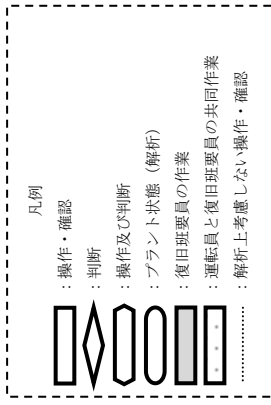 凡例
：操作・確認
：判断
：操作及び判断
：プラント状態（解析）
：復旧班要員の作業
：運転員と復旧班要員の共同作業
：解析上考慮しない操作・確認